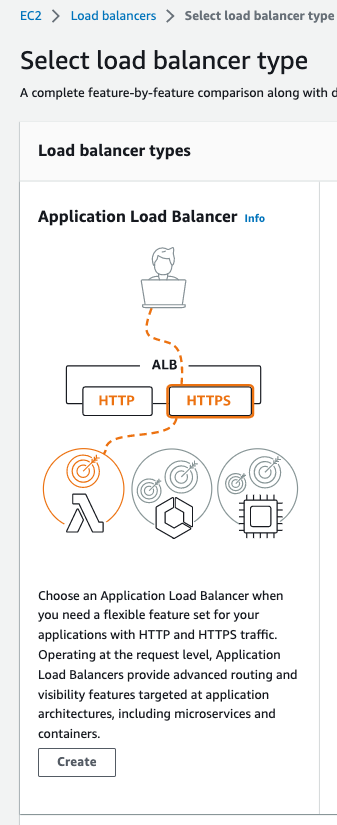 EC2 > Load balancers > Select load balancer type
Select load balancer type
A complete feature-by-feature comparison along with
Load balancer types
Application Load Balancer Info
ALB
HTTP HTTPS
Choose an Application Load Balancer when
you need a flexible feature set for your
applications with HTTP and HTTPS traffic.
Operating at the request level, Application
Load Balancers provide advanced routing and
visibility features targeted at application
architectures, including microservices and
containers.
Create